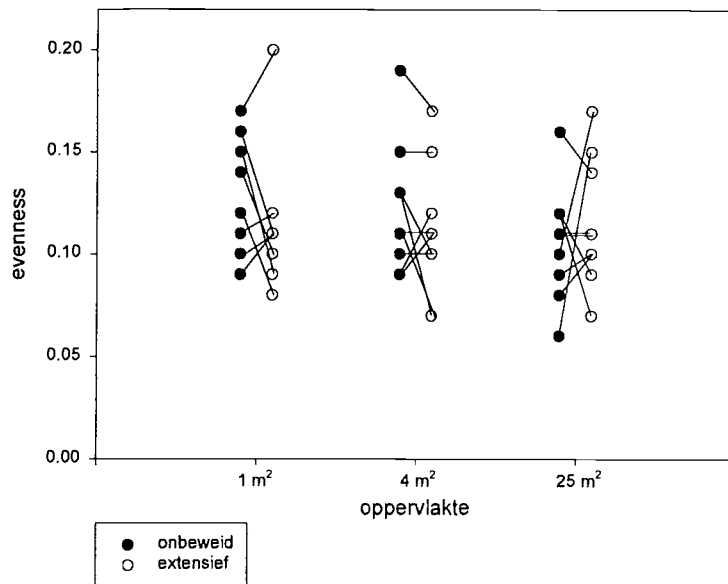 evenness
0.20
0.15
0.10
0.05
0.00
1 m²
4 m²
25 m²
oppervlakte
onbeweid
extensief